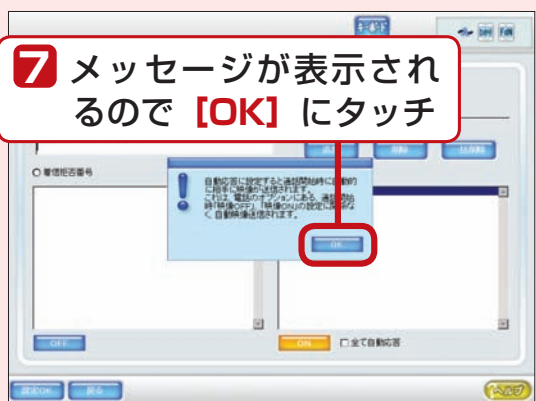 キーボード
7 メッセージが表示され
るので［OK］にタッチ
○ 着信拒否番号
自動応答に設定すると通話開始時に自動的
に相手に映像が送信されます。
これは、電話のオプションにある、通話開始
時「映像OFF」、「映像ON」の設定に関係な
く自動映像送信されます。
OK
OFF
ON □ 全て自動応答
設定OK 戻る
ヘルプ